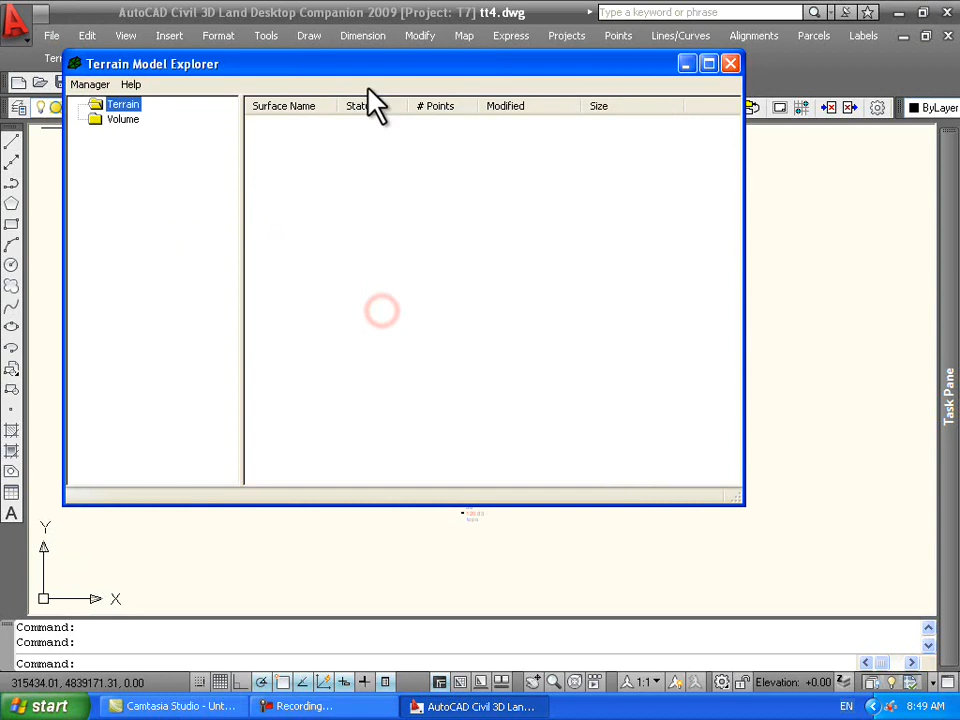 AutoCAD Civil 3D Land Desktop Companion 2009 [Project: T7] tt4.dwg
Type a keyword or phrase
File Edit View Insert Format Tools Draw Dimension Modify Map Express Projects Points Lines/Curves Alignments Parcels Labels
Terrain Model Explorer
Manager Help
Terrain
Volume
Surface Name # Points Modified Size
ByLayer
Task Pane
Y
X
Command:
Command:
Command:
315434.01, 4839171.31, 0.00
1:1
Elevation: +0.00
start
Camtasia Studio - Unt...
Recording...
AutoCAD Civil 3D Lan...
EN
8:49 AM